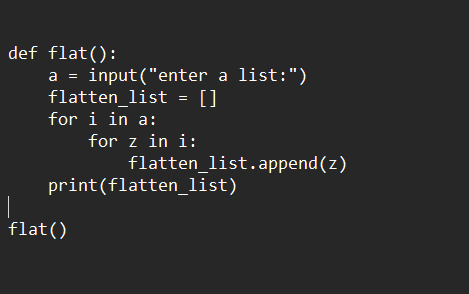 def flat():
    a = input("enter a list:")
    flatten_list = []
    for i in a:
        for z in i:
            flatten_list.append(z)
    print(flatten_list)

flat()